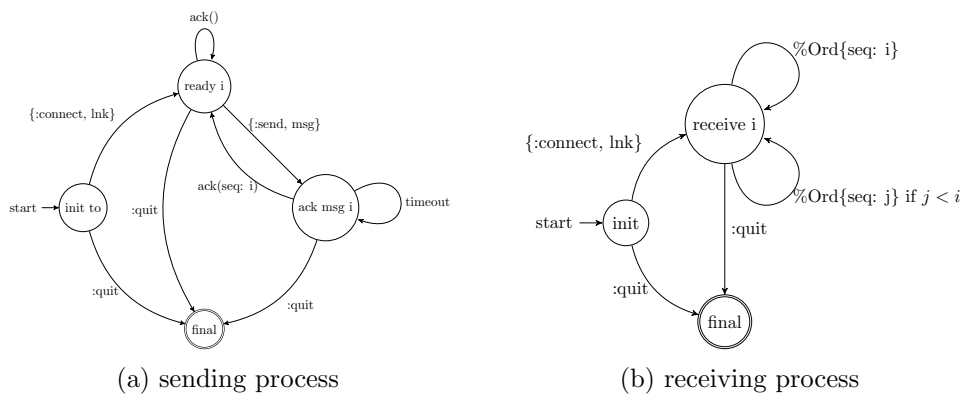 ack()
ready i
{:connect, lnk}
{:send, msg}
ack(seq: i)
start
init to
:quit
ack msg i
timeout
:quit
:quit
final
(a) sending process
%Ord{seq: i}
receive i
{:connect, lnk}
%Ord{seq: j} if j < i
start
init
:quit
:quit
final
(b) receiving process